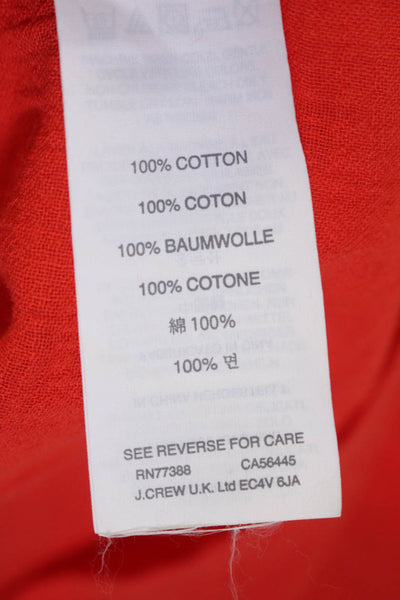 100% COTTON
100% COTON
100% BAUMWOLLE
100% COTONE
綿 100%
100% 면
SEE REVERSE FOR CARE
RN77388 CA56445
J.CREW U.K. Ltd EC4V 6JA